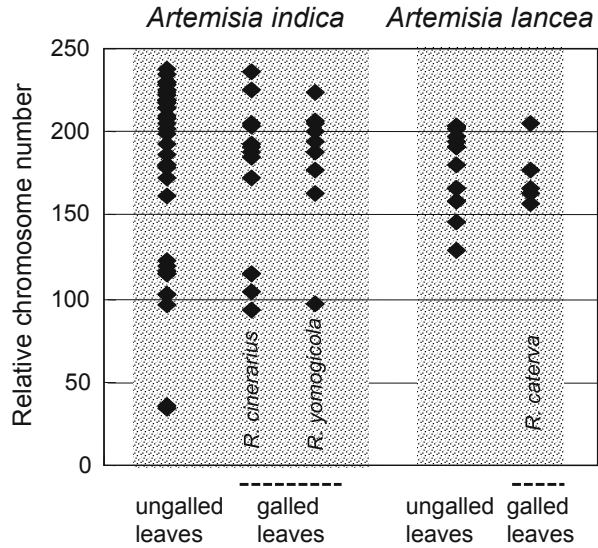 Artemisia indica Artemisia lancea
Relative chromosome number
250
200
150
100
50
0
R. cinerarius
R. yomogicola
R. caterva
ungalled galled ungalled galled
leaves leaves leaves leaves